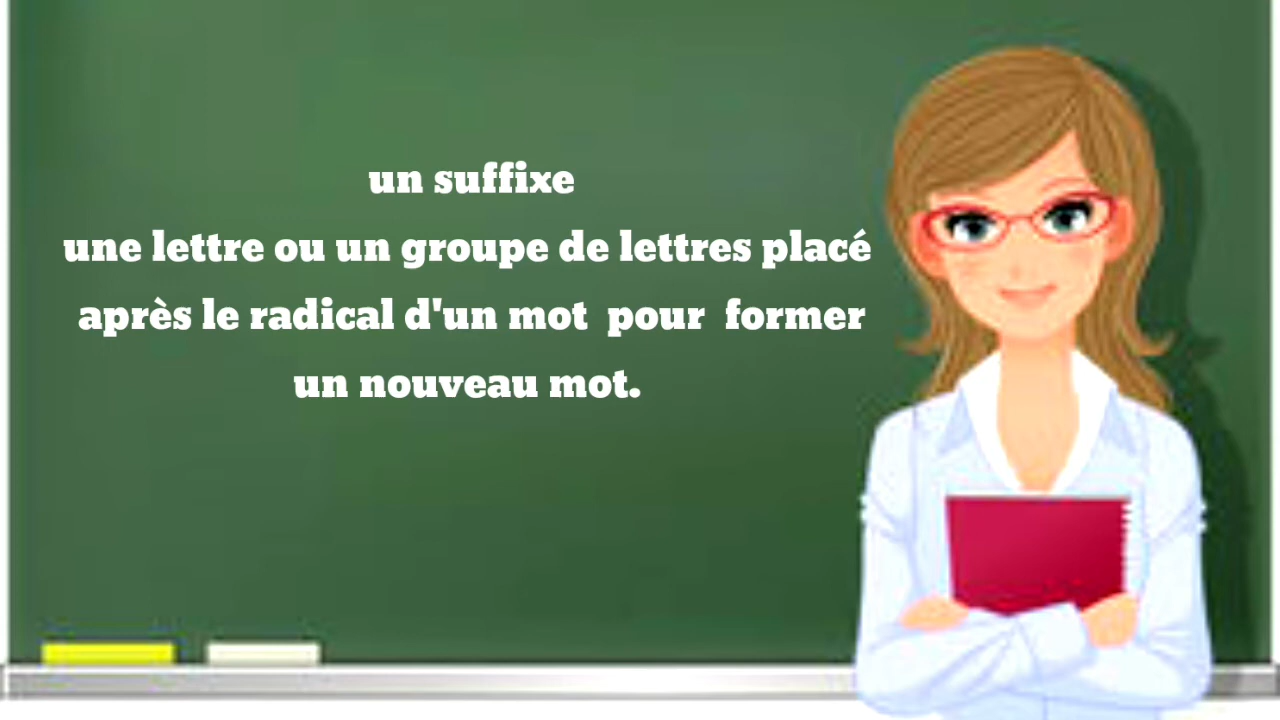 un suffixe
une lettre ou un groupe de lettres placé
après le radical d'un mot pour former
un nouveau mot.